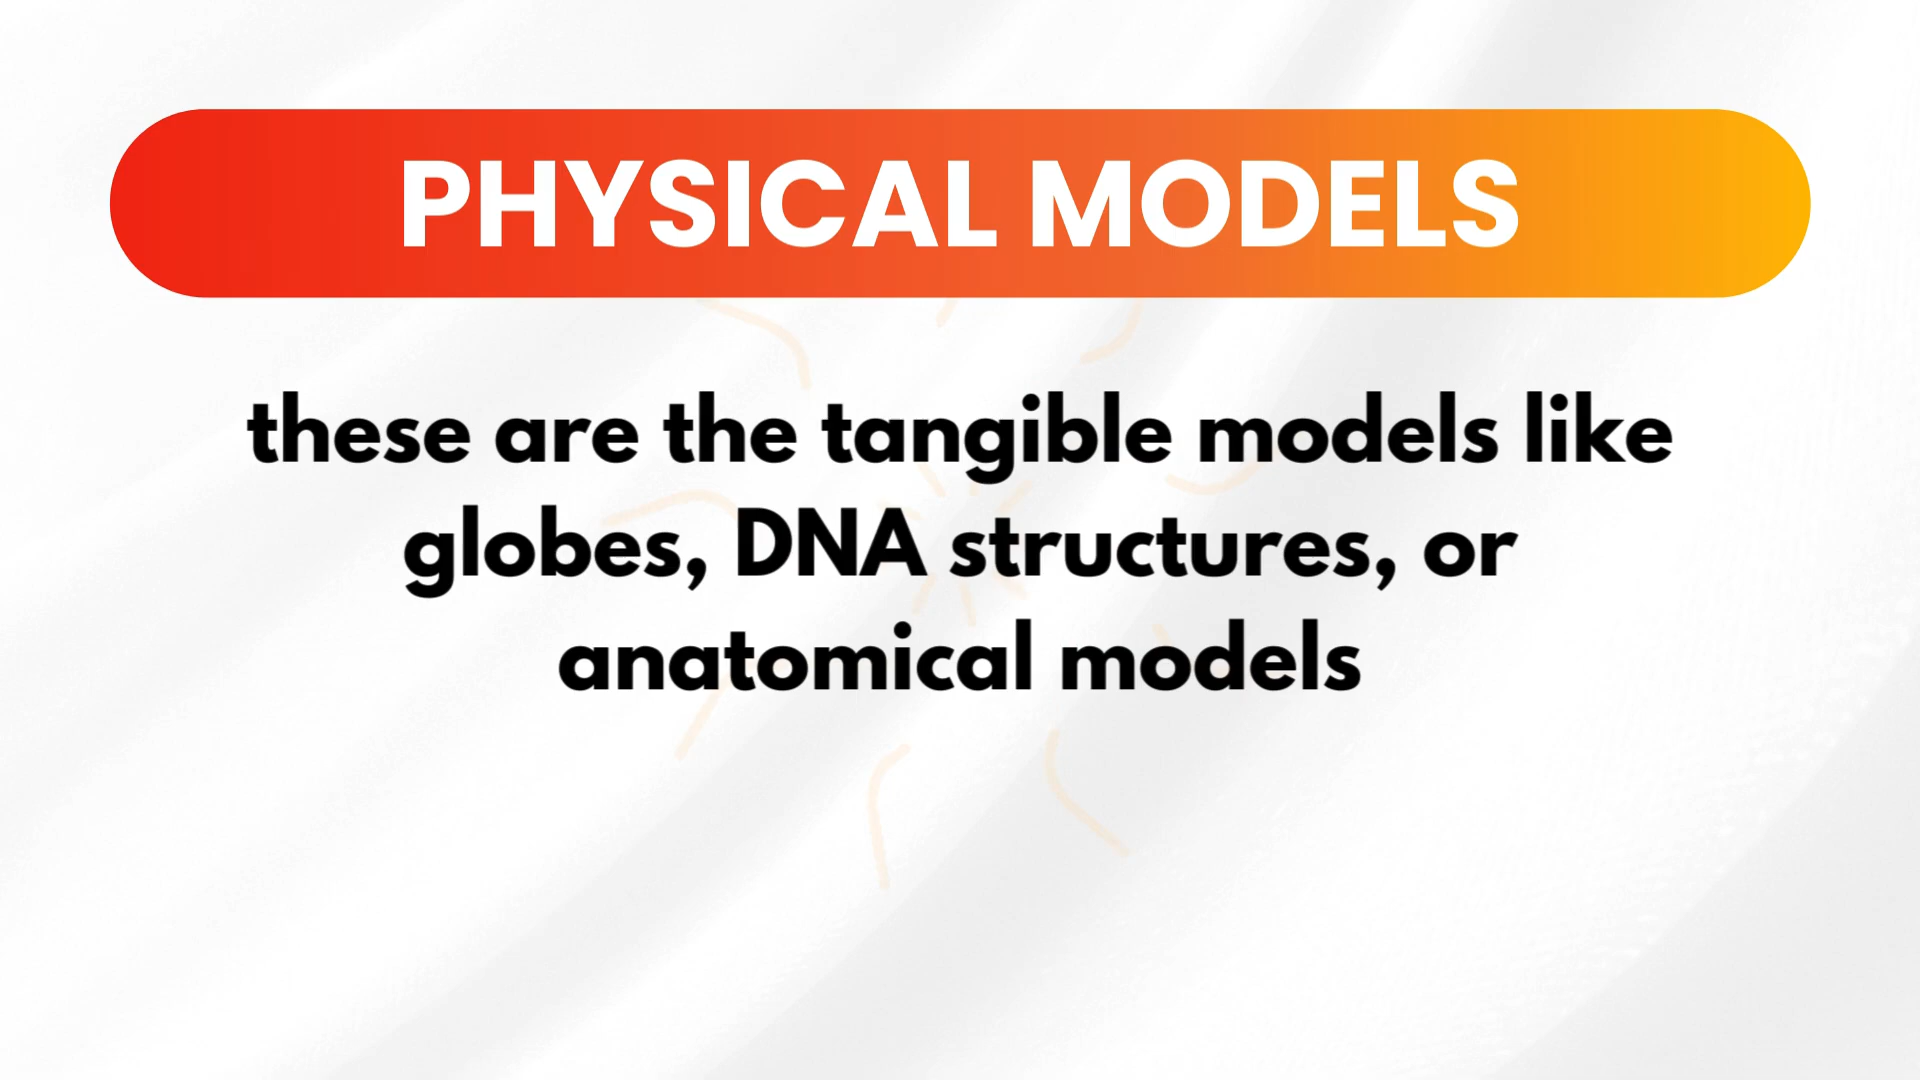 PHYSICAL MODELS
these are the tangible models like
globes, DNA structures, or
anatomical models